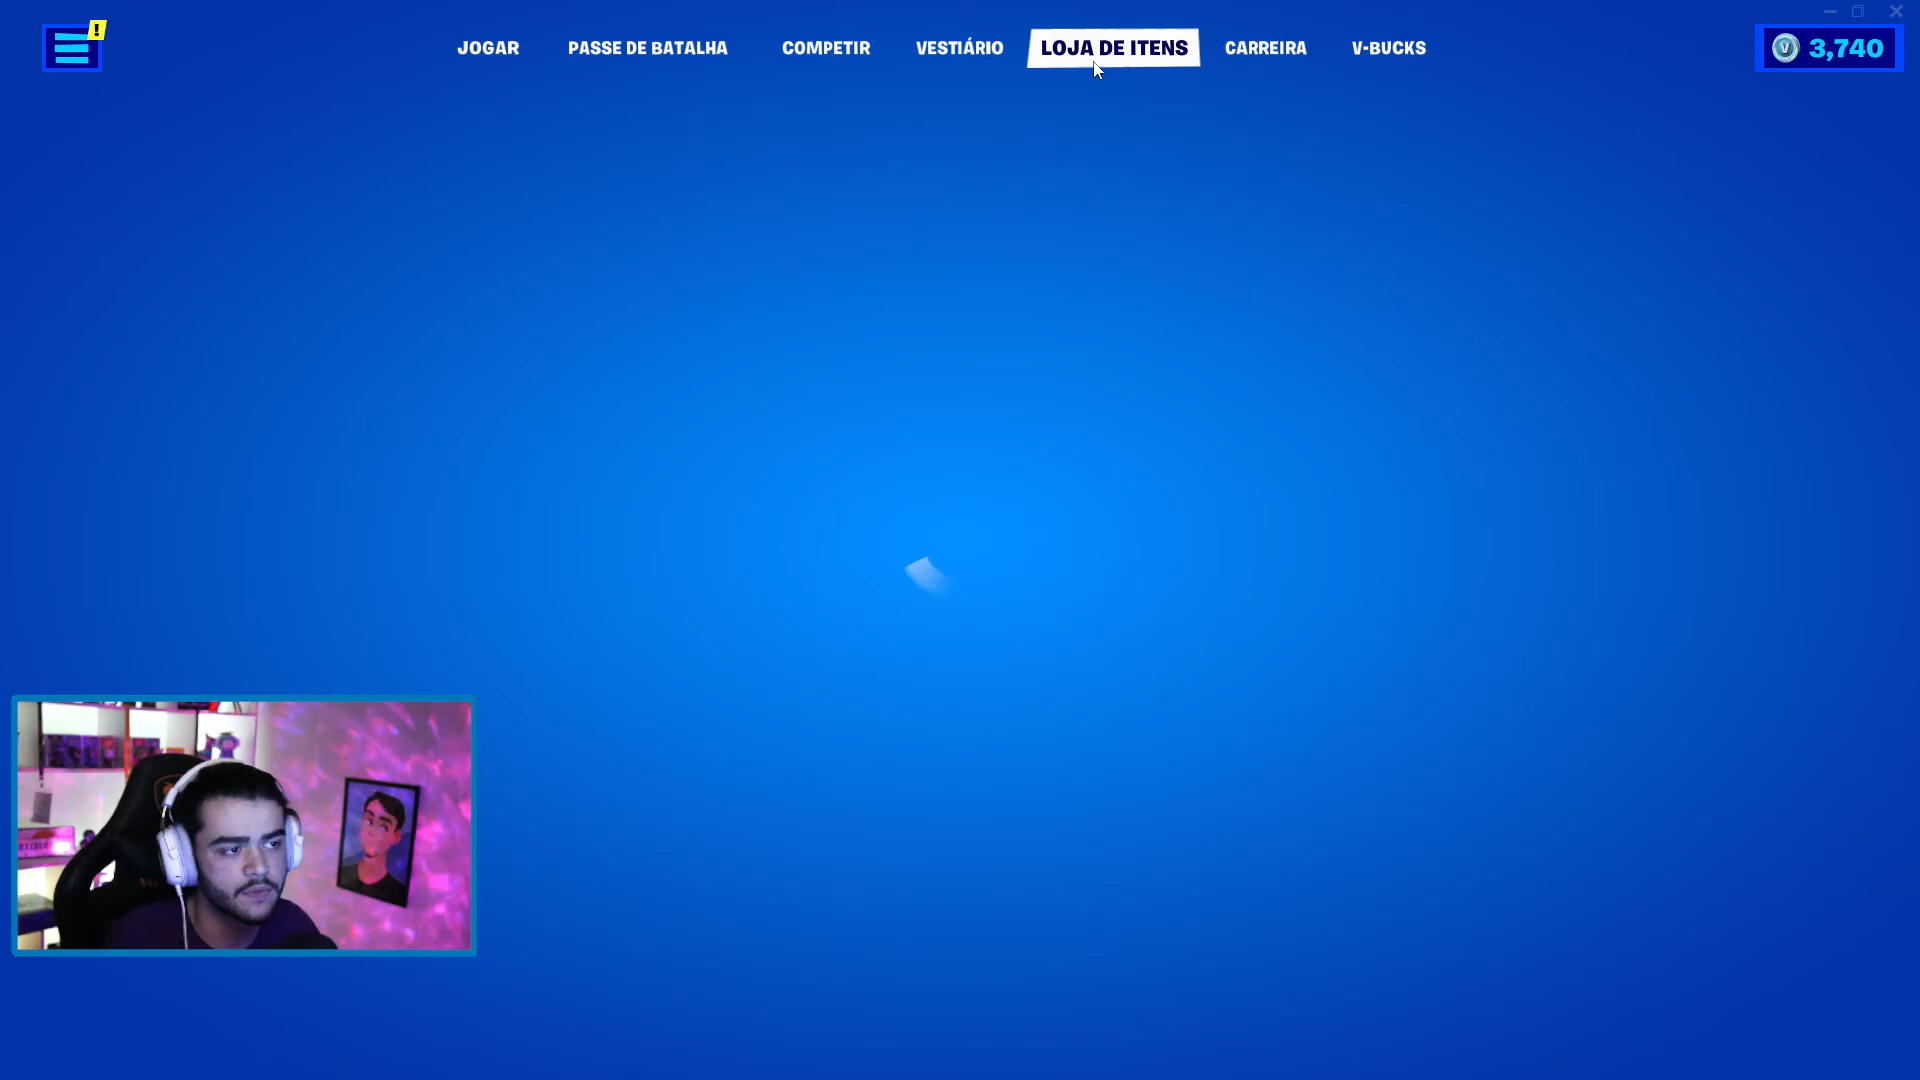 !
JOGAR
PASSE DE BATALHA
COMPETIR
VESTIÁRIO
LOJA DE ITENS
CARREIRA
V-BUCKS
3,740